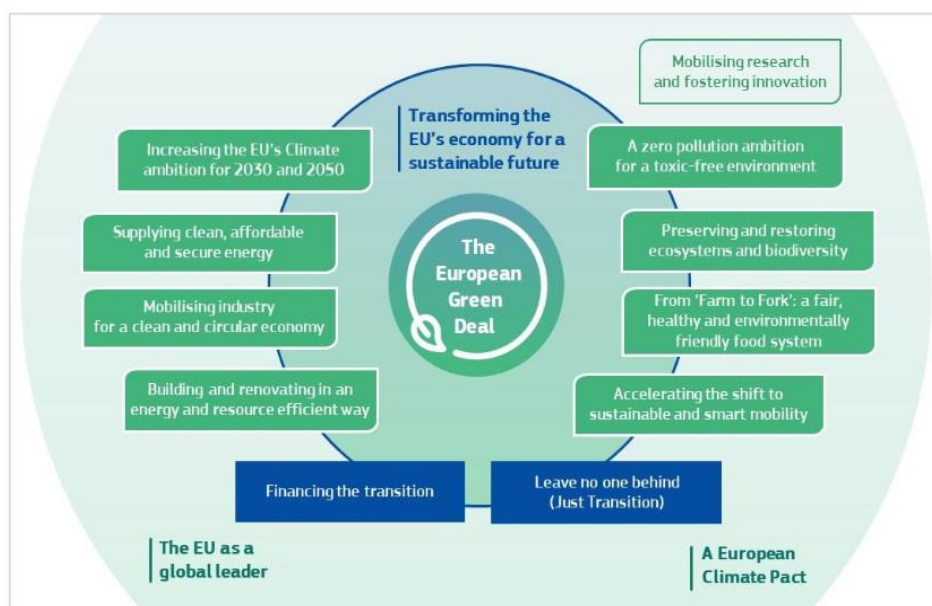 Mobilising research
and fostering innovation
Transforming the
EU's economy for a
sustainable future
Increasing the EU's Climate
ambition for 2030 and 2050
A zero pollution ambition
for a toxic-free environment
Supplying clean, affordable
and secure energy
Preserving and restoring
ecosystems and biodiversity
The
European
Green
Deal
Mobilising industry
for a clean and circular economy
From 'Farm to Fork': a fair,
healthy and environmentally
friendly food system
Building and renovating in an
energy and resource efficient way
Accelerating the shift to
sustainable and smart mobility
Financing the transition
Leave no one behind
(Just Transition)
The EU as a
global leader
A European
Climate Pact